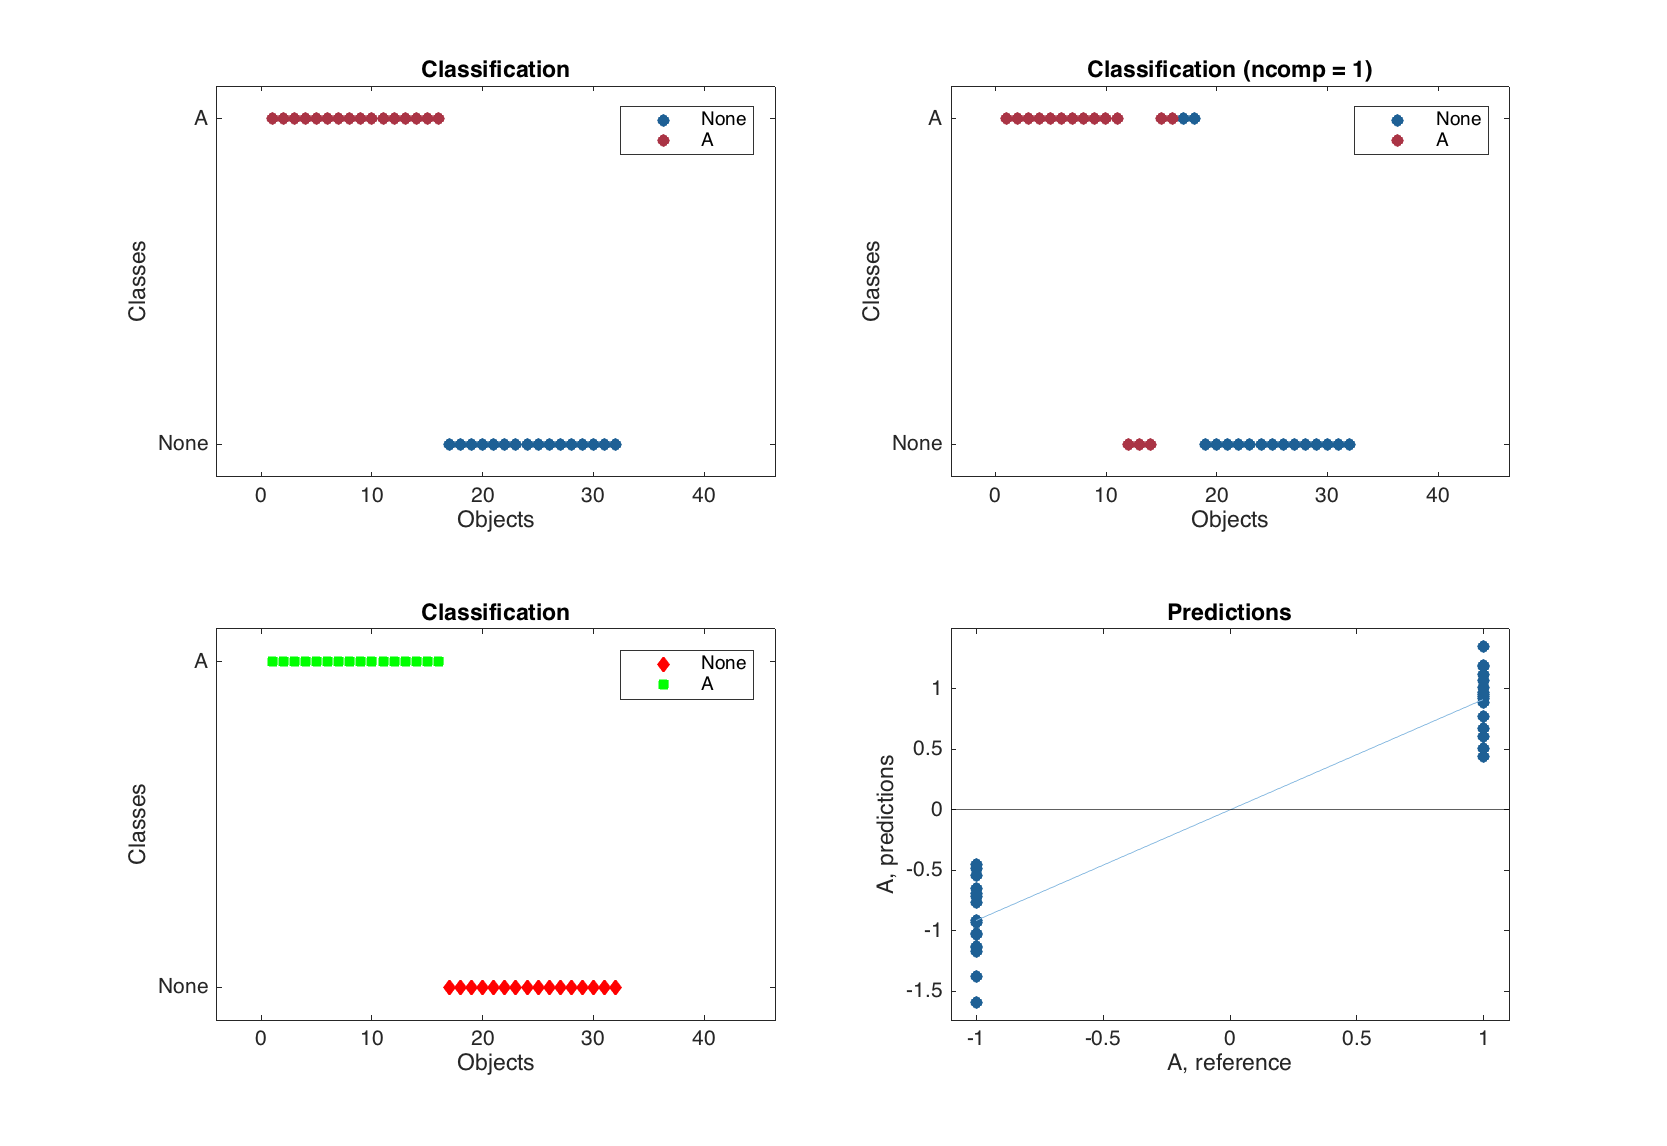 Classification
A
None
Classes
None
A
0 10 20 30 40
Objects
Classification (ncomp = 1)
A
None
Classes
None
A
0 10 20 30 40
Objects
Classification
A
None
Classes
None
A
0 10 20 30 40
Objects
Predictions
1
0.5
0
-0.5
-1
-1.5
A, predictions
-1 -0.5 0 0.5 1
A, reference